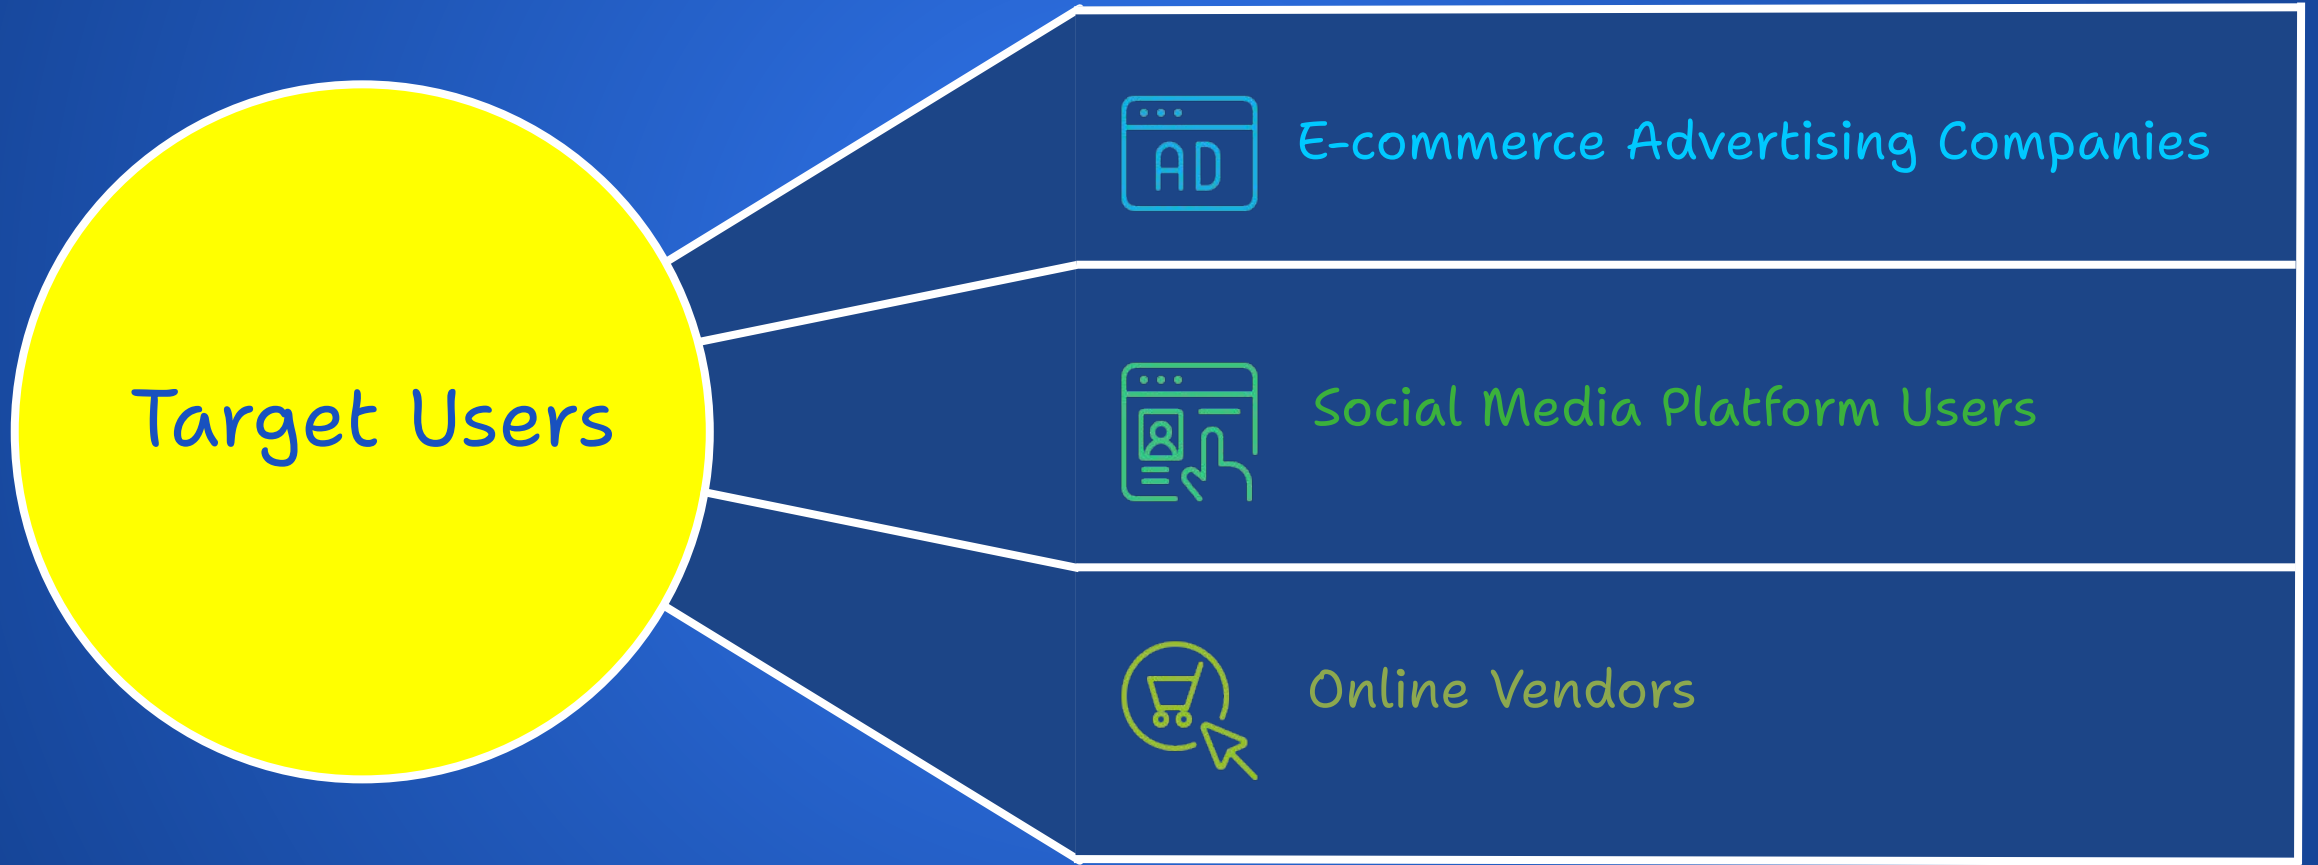 Target Users
AD
E-commerce Advertising Companies
Social Media Platform Users
Online Vendors